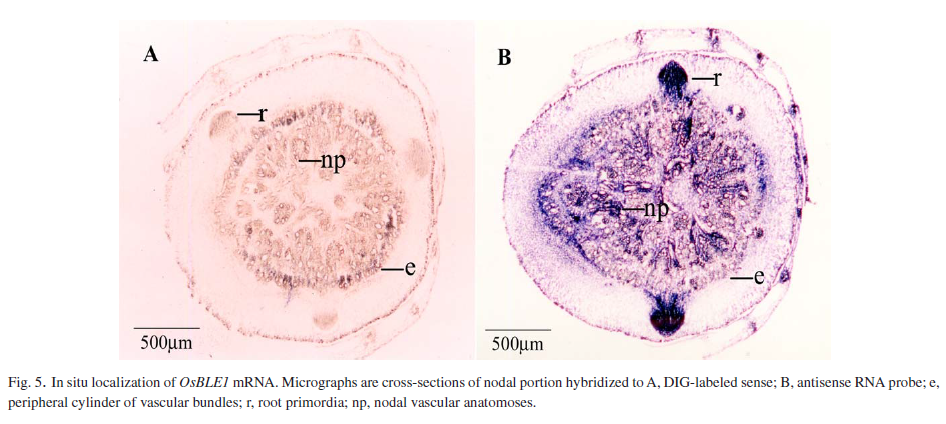 A
r
np
e
500μm
B
r
np
e
500μm
Fig. 5. In situ localization of OsBLE1 mRNA. Micrographs are cross-sections of nodal portion hybridized to A, DIG-labeled sense; B, antisense RNA probe; e,
peripheral cylinder of vascular bundles; r, root primordia; np, nodal vascular anatomoses.